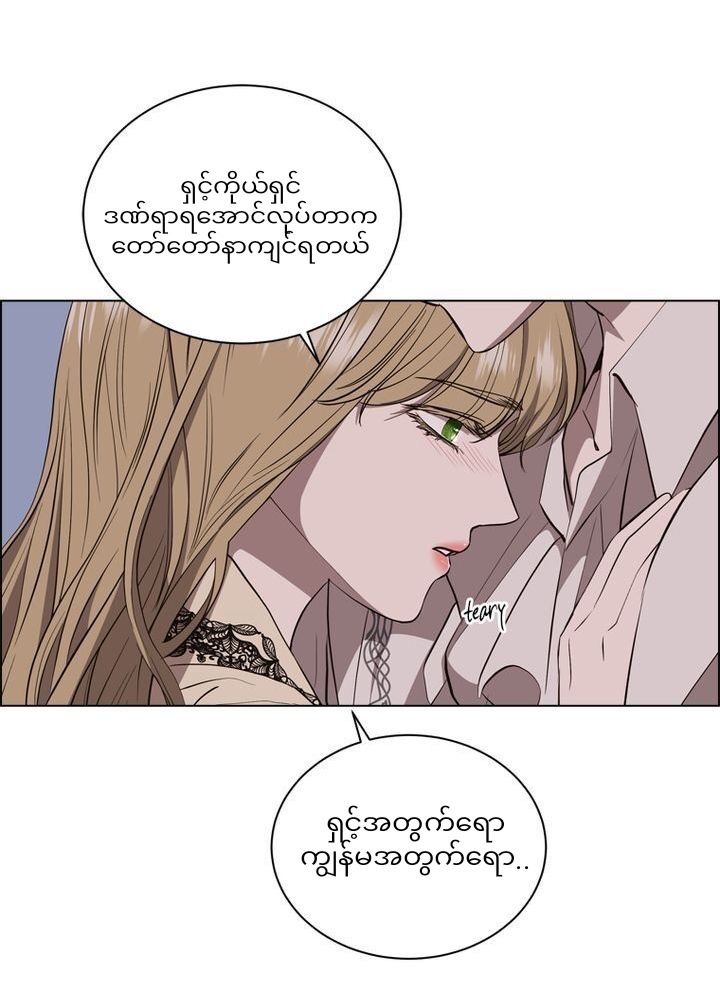 ရှင့်ကိုယ်ရှင်
ဒဏ်ရာရအောင်လုပ်တာက
တော်တော်နာကျင်ရတယ်
teary
ရှင့်အတွက်ရော
ကျွန်မအတွက်ရော..